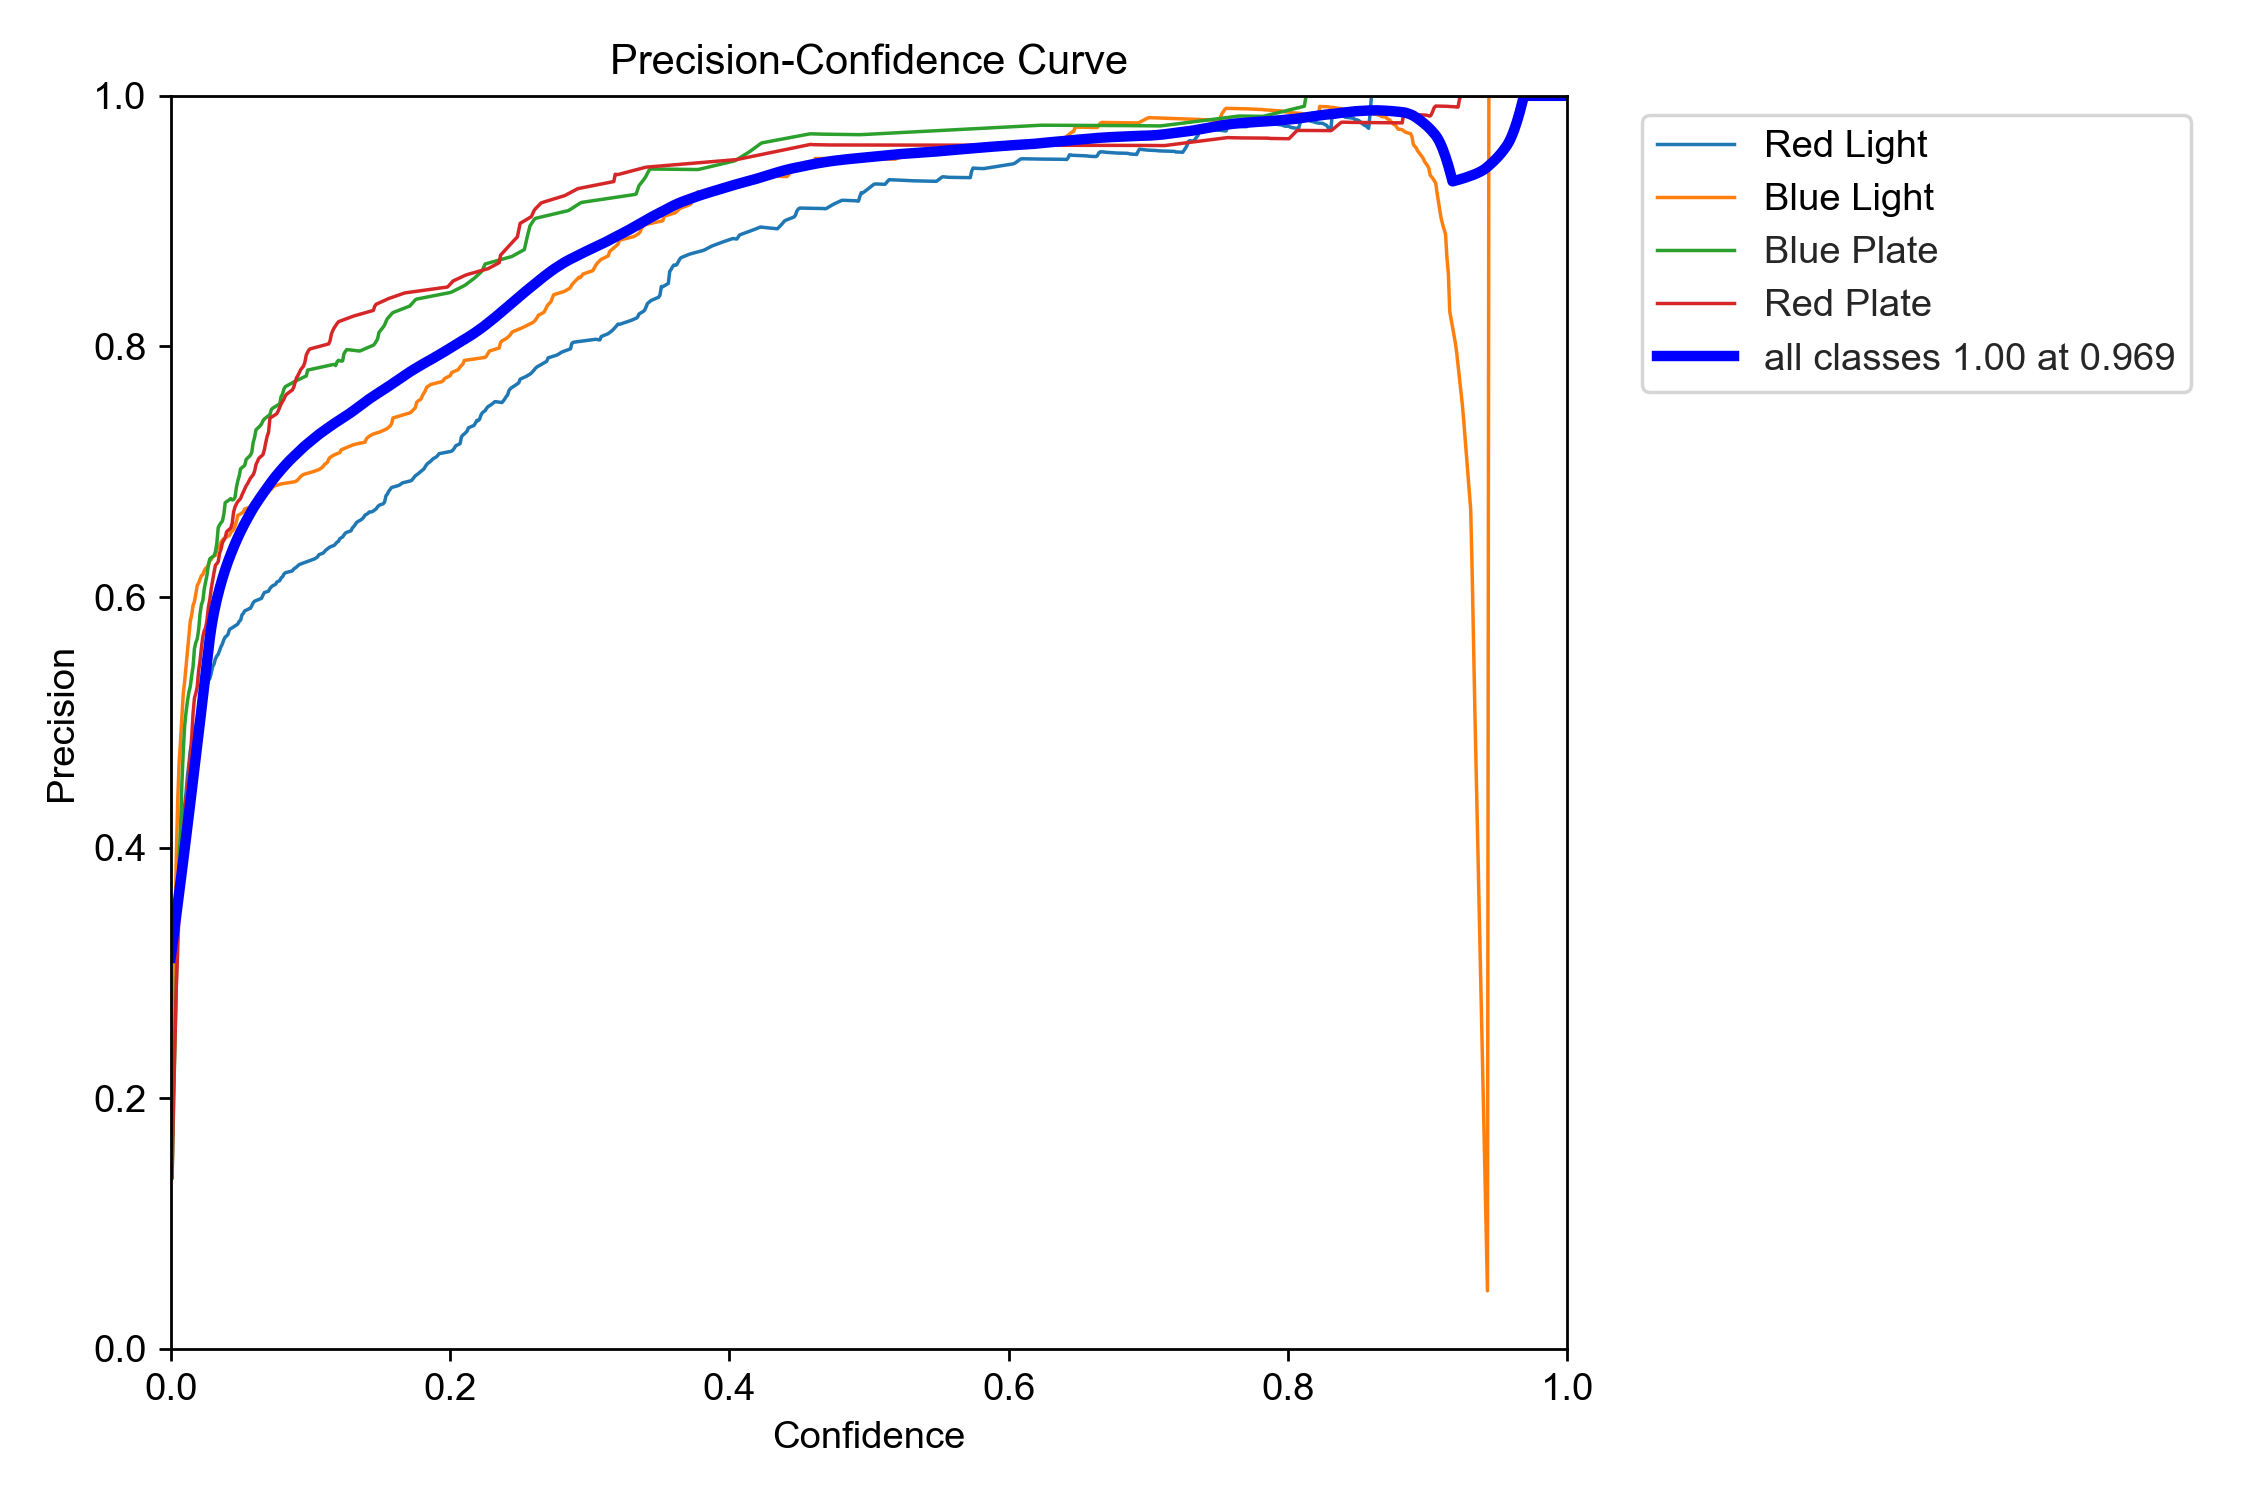 Precision-Confidence Curve
1.0
0.8
0.6
0.4
0.2
0.0
Precision
0.0 0.2 0.4 0.6 0.8 1.0
Confidence
Red Light
Blue Light
Blue Plate
Red Plate
all classes 1.00 at 0.969